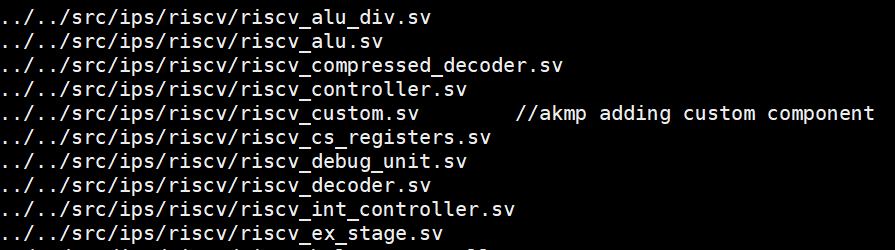 ../../src/ips/riscv/riscv_alu_div.sv
../../src/ips/riscv/riscv_alu.sv
../../src/ips/riscv/riscv_compressed_decoder.sv
../../src/ips/riscv/riscv_controller.sv
../../src/ips/riscv/riscv_custom.sv //akmp adding custom component
../../src/ips/riscv/riscv_cs_registers.sv
../../src/ips/riscv/riscv_debug_unit.sv
../../src/ips/riscv/riscv_decoder.sv
../../src/ips/riscv/riscv_int_controller.sv
../../src/ips/riscv/riscv_ex_stage.sv